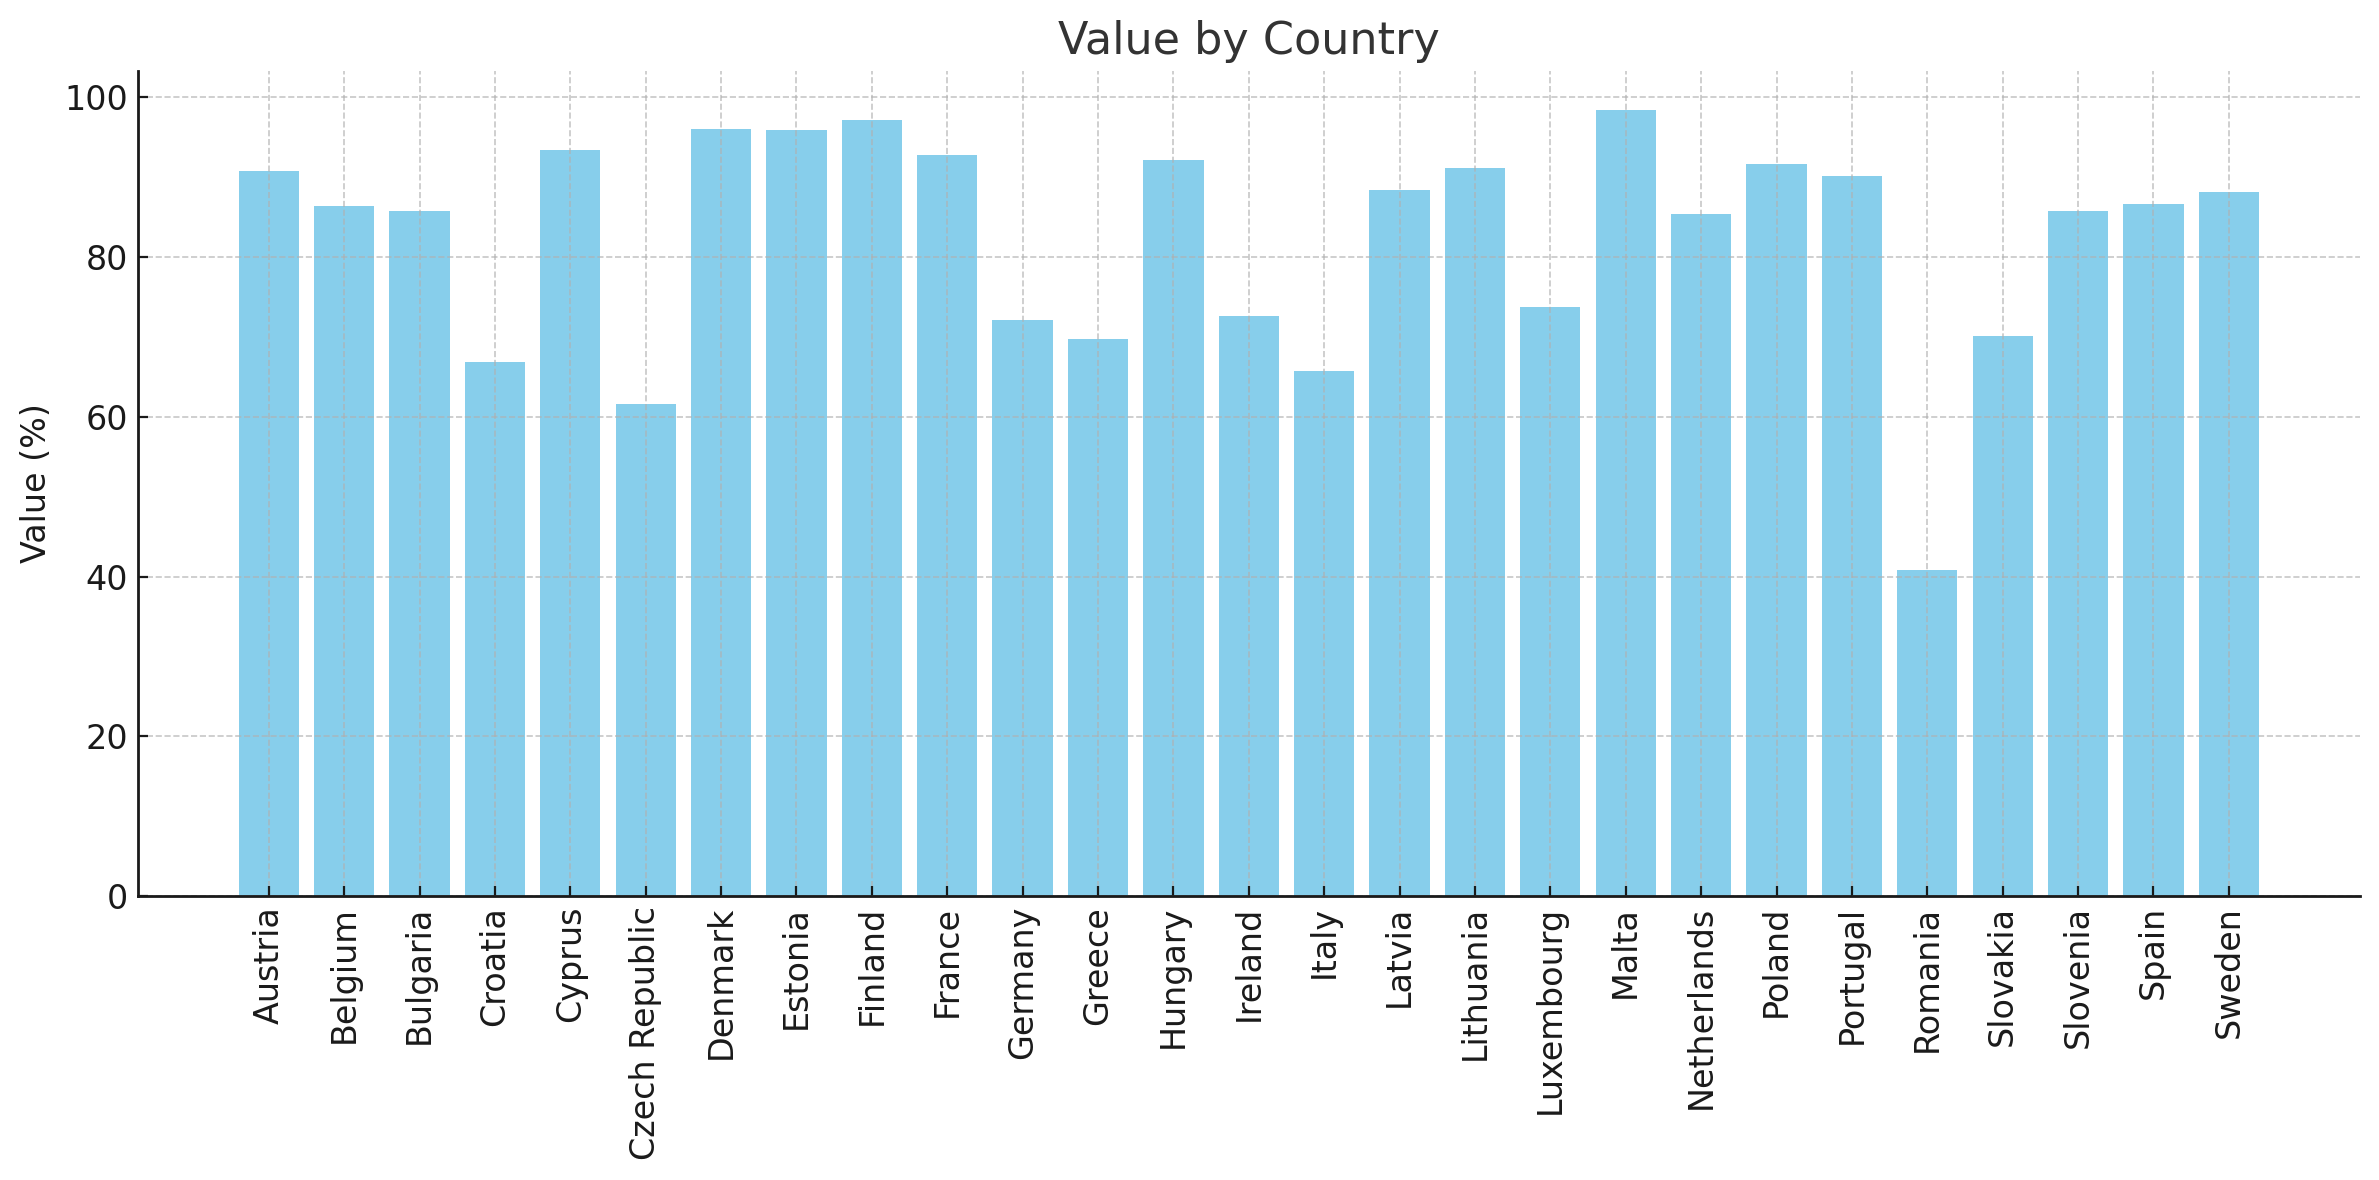 Value by Country
Value (%)
100
80
60
40
20
0
Austria
Belgium
Bulgaria
Croatia
Cyprus
Czech Republic
Denmark
Estonia
Finland
France
Germany
Greece
Hungary
Ireland
Italy
Latvia
Lithuania
Luxembourg
Malta
Netherlands
Poland
Portugal
Romania
Slovakia
Slovenia
Spain
Sweden